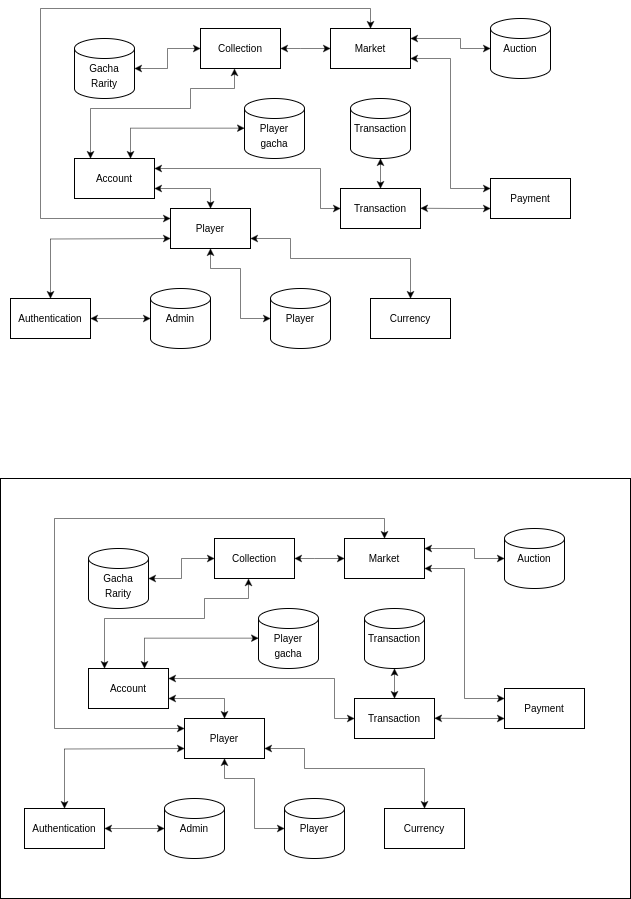 Collection
Market
Auction
Gacha
Rarity
Player
gacha
Transaction
Account
Payment
Transaction
Player
Authentication
Admin
Player
Currency
Collection
Market
Auction
Gacha
Rarity
Player
gacha
Transaction
Account
Payment
Transaction
Player
Authentication
Admin
Player
Currency